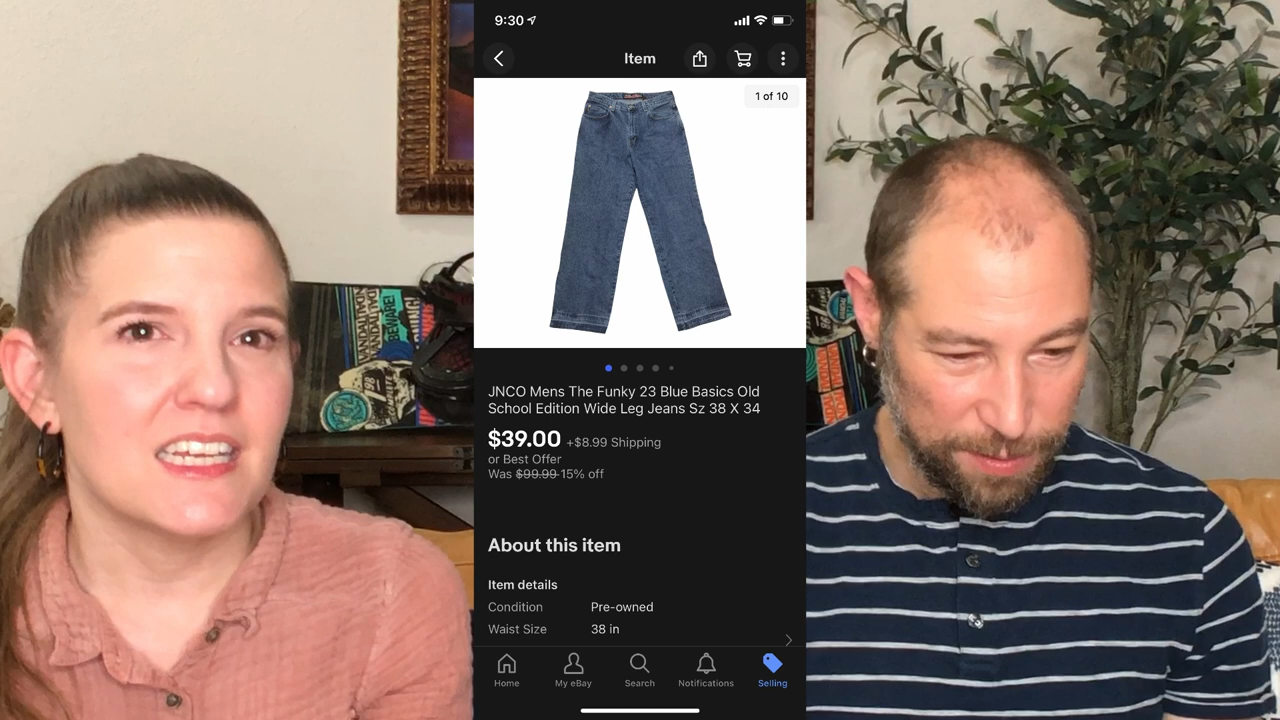 9:30
Item
1 of 10
BEWARE!
JNCO Mens The Funky 23 Blue Basics Old
School Edition Wide Leg Jeans Sz 38 X 34
$39.00 +$8.99 Shipping
or Best Offer
Was $99.99 15% off
About this item
Item details
Condition Pre-owned
Waist Size 38 in
Home My eBay Search Notifications Selling